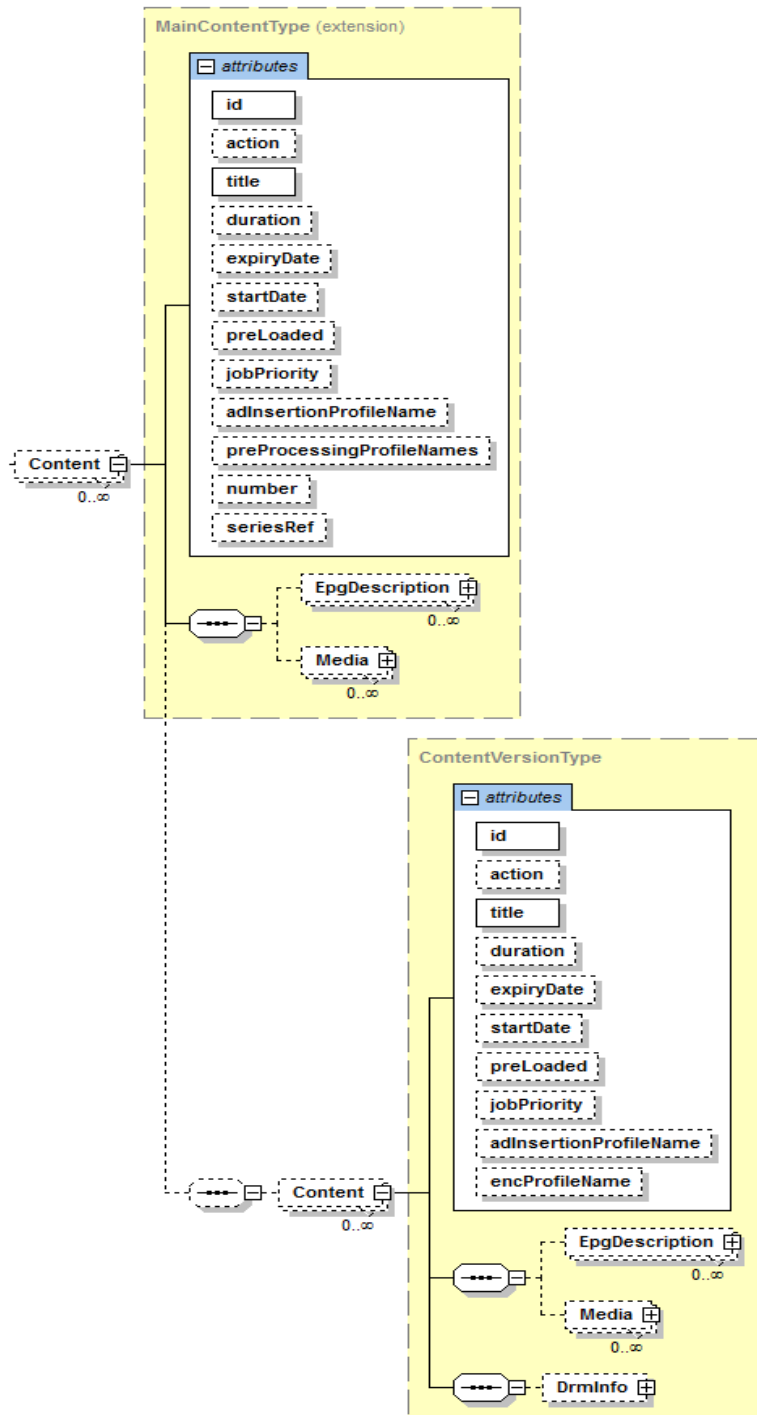 MainContentType (extension)
attributes
id
action
title
duration
expiryDate
startDate
preLoaded
jobPriority
adInsertionProfileName
preProcessingProfileNames
number
seriesRef
Content
0..∞
EpgDescription
0..∞
Media
0..∞
ContentVersionType
attributes
id
action
title
duration
expiryDate
startDate
preLoaded
jobPriority
adInsertionProfileName
encProfileName
Content
0..∞
EpgDescription
0..∞
Media
0..∞
DrmInfo